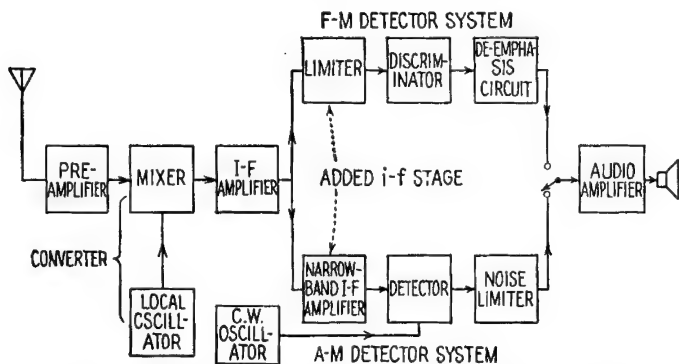 F-M DETECTOR SYSTEM
LIMITER
DISCRIM-
INATOR
DE-EMPHA-
SIS
CIRCUIT
PRE-
AMPLIFIER
MIXER
I-F
AMPLIFIER
ADDED i-f STAGE
AUDIO
AMPLIFIER
CONVERTER
LOCAL
OSCILL-
ATOR
C.W.
OSCILL-
ATOR
NARROW-
BAND I-F
AMPLIFIER
DETECTOR
NOISE
LIMITER
A-M DETECTOR SYSTEM